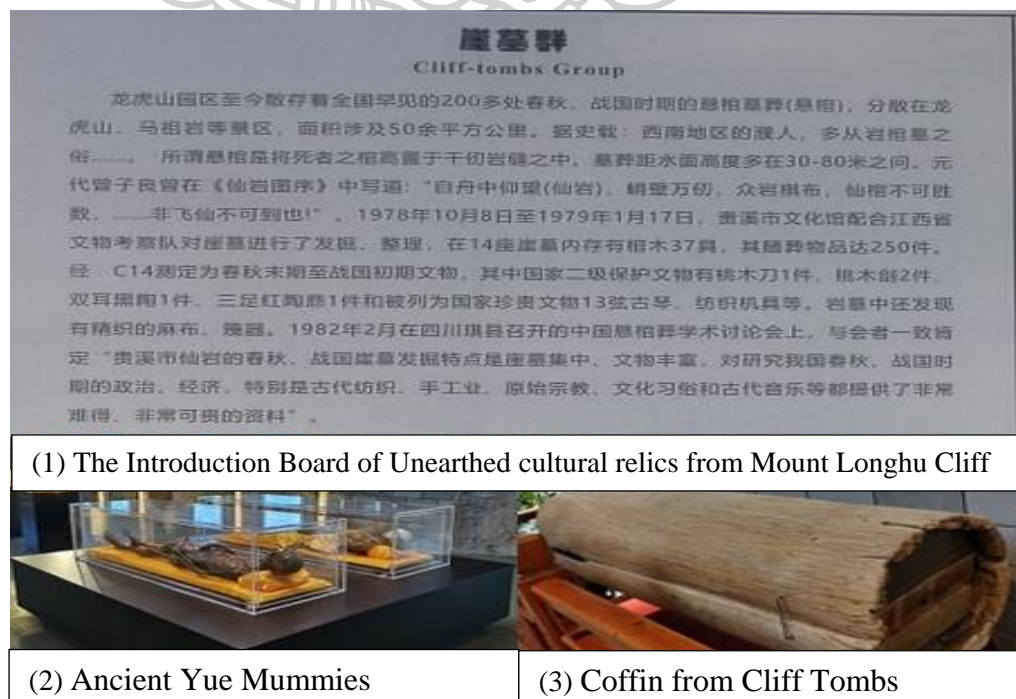 崖墓群
Cliff-tombs Group
龙虎山园区至今散存着全国罕见的200多处春秋、战国时期的悬棺墓葬(悬棺)，分散在龙
虎山、马祖岩等景区，面积涉及50余平方公里。据史载：西南地区的濮人，多从岩棺墓之
俗……。所谓悬棺是将死者之棺高置于千仞岩缝之中。墓葬距水面高度多在30-80米之间。元
代曾子良曾在《仙岩图序》中写道："自舟中仰望(仙岩)，峭壁万仞，众岩棋布，仙棺不可胜
数，……非飞仙不可到也!"。1978年10月8日至1979年1月17日，贵溪市文化馆配合江西省
文物考察队对崖墓进行了发掘、整理，在14座崖墓内存有棺木37具，其随葬物品达250件。
经 C14测定为春秋末期至战国初期文物，其中国家二级保护文物有桃木刀1件，桃木剑2件，
双耳黑陶1件、三足红陶鼎1件和被列为国家珍贵文物13弦古琴、纺织机具等。岩墓中还发现
有精织的麻布、 。1982年2月在四川珙县召开的中国悬棺葬学术讨论会上，与会者一致肯
定"贵溪市仙岩的春秋、战国崖墓发掘特点是崖墓集中、文物丰富，对研究我国春秋、战国时
期的政治、经济，特别是古代纺织、手工业、原始宗教、文化习俗和古代音乐等都提供了非常
难得、非常可贵的资料"。
(1) The Introduction Board of Unearthed cultural relics from Mount Longhu Cliff
(2) Ancient Yue Mummies
(3) Coffin from Cliff Tombs